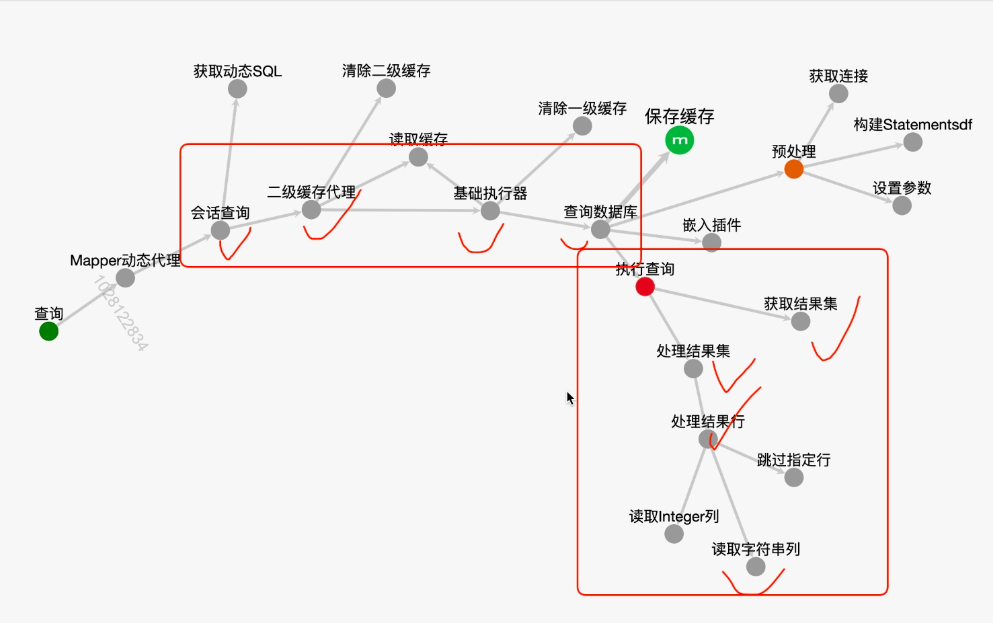 获取动态SQL
清除二级缓存
获取连接
清除一级缓存
保存缓存
m
构建Statementsdf
读取缓存
预处理
二级缓存代理
基础执行器
设置参数
会话查询
查询数据库
嵌入插件
Mapper动态代理
执行查询
1028122834
查询
获取结果集
处理结果集
处理结果行
跳过指定行
读取Integer列
读取字符串列